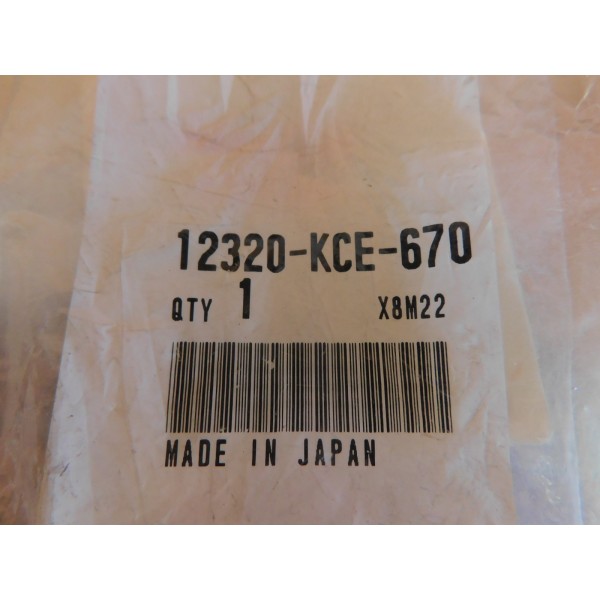 12320-KCE-670
QTY 1 X8M22
MADE IN JAPAN